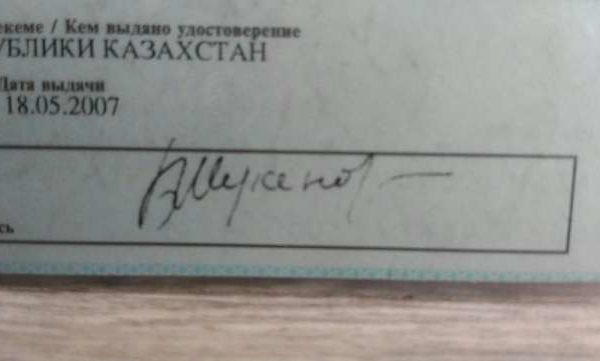 екеме / Кем выдано удостоверение
УБЛИКИ КАЗАХСТАН
Дата выдачи
18.05.2007
сь